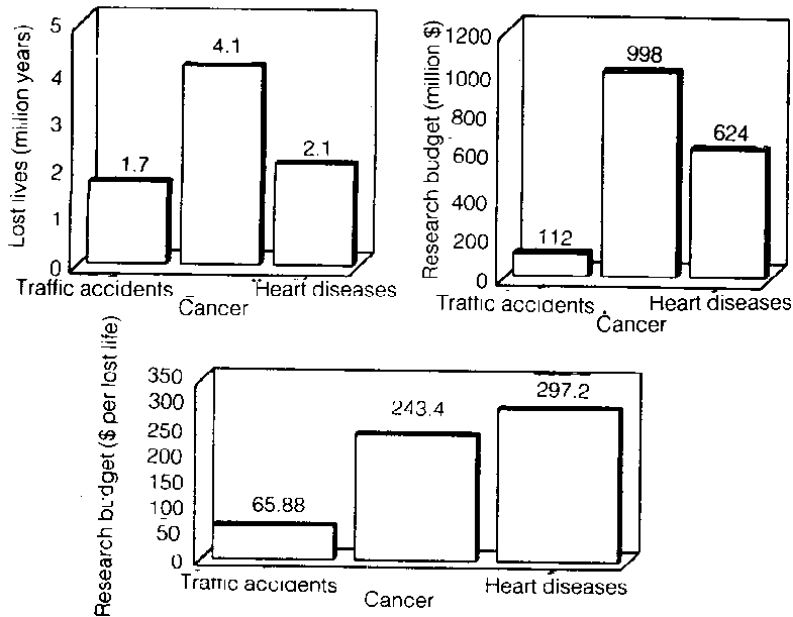 Lost lives (million years)
5
4
3
2
1
0
1.7
4.1
2.1
Traffic accidents
Cancer
Heart diseases
Research budget (million $)
1200
1000
800
600
400
200
0
112
998
624
Traffic accidents
Cancer
Heart diseases
Research budget ($ per lost life)
350
300
250
200
150
100
50
0
65.88
243.4
297.2
Traffic accidents
Cancer
Heart diseases